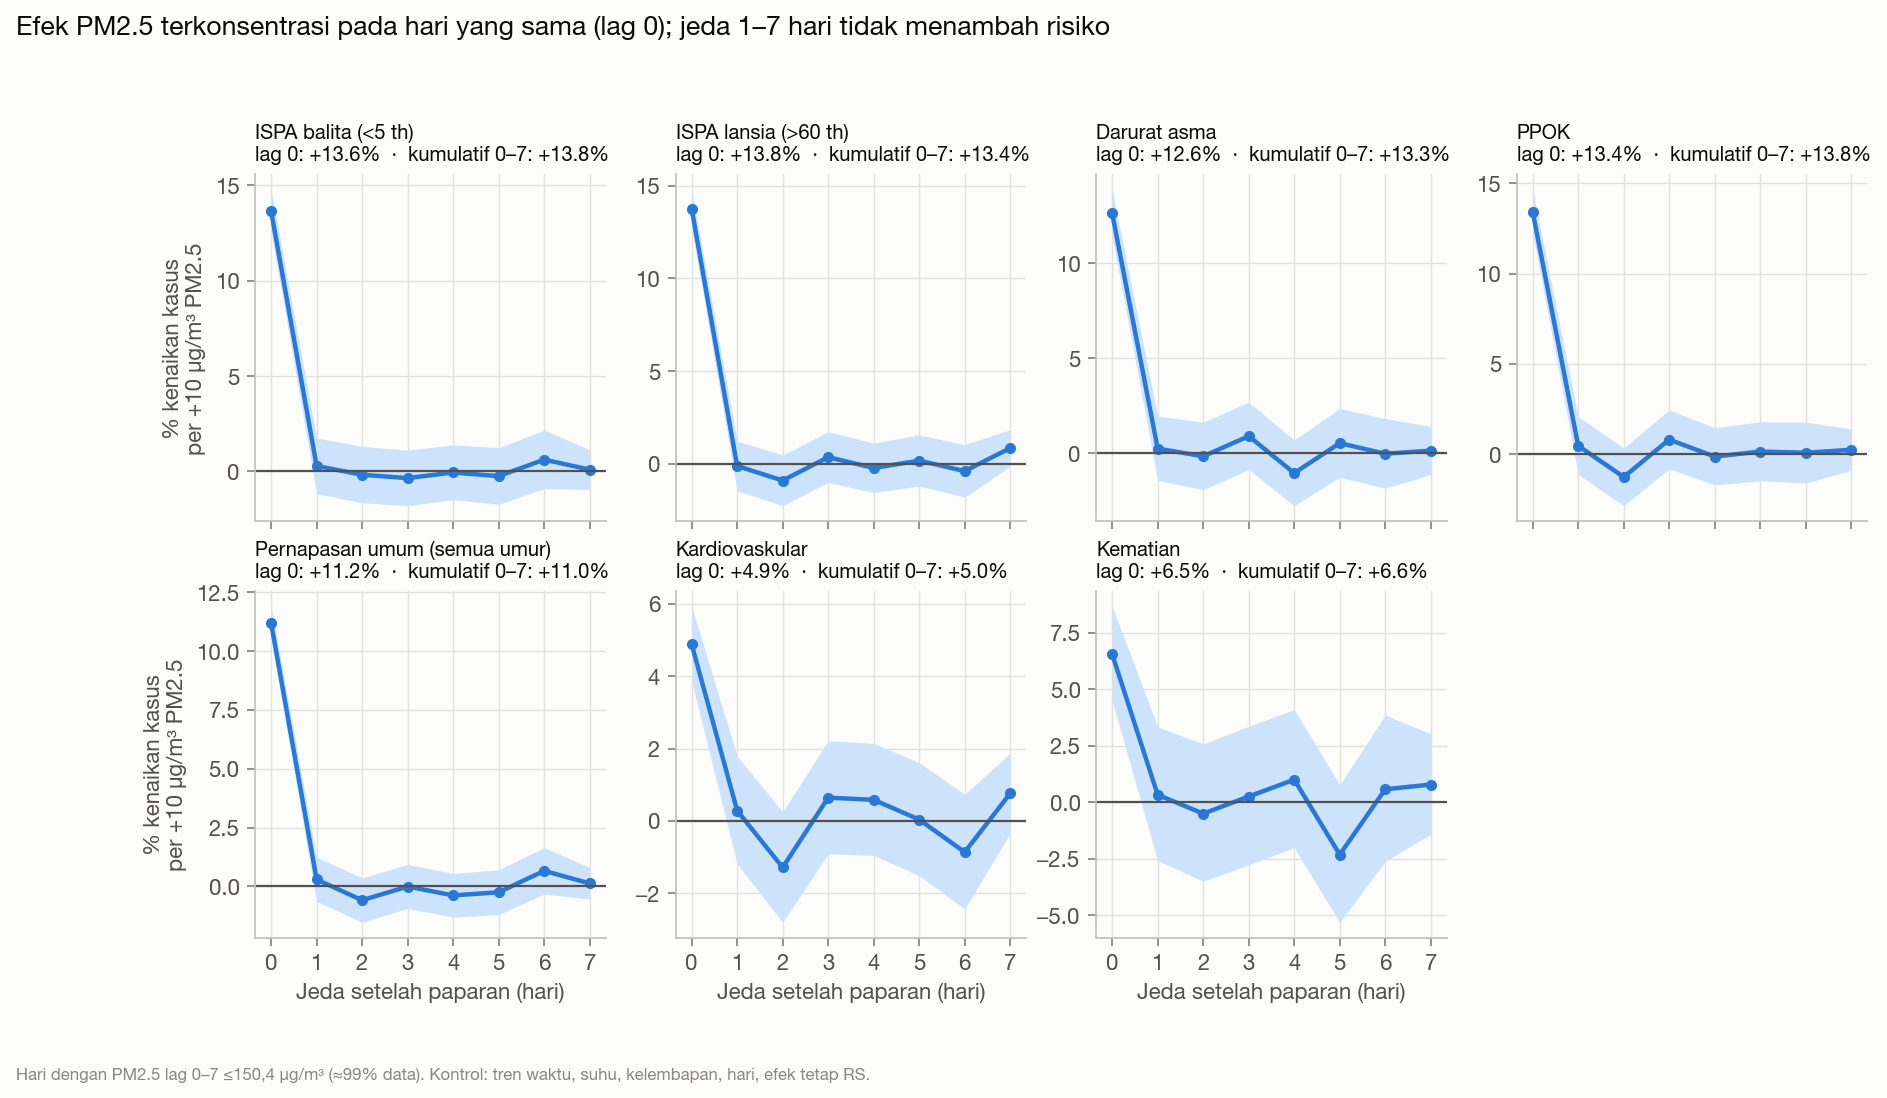 Efek PM2.5 terkonsentrasi pada hari yang sama (lag 0); jeda 1–7 hari tidak menambah risiko
ISPA balita (<5 th)
lag 0: +13.6% · kumulatif 0–7: +13.8%
15
10
5
0
% kenaikan kasus
per +10 µg/m³ PM2.5
ISPA lansia (>60 th)
lag 0: +13.8% · kumulatif 0–7: +13.4%
15
10
5
0
Darurat asma
lag 0: +12.6% · kumulatif 0–7: +13.3%
10
5
0
PPOK
lag 0: +13.4% · kumulatif 0–7: +13.8%
15
10
5
0
Pernapasan umum (semua umur)
lag 0: +11.2% · kumulatif 0–7: +11.0%
12.5
10.0
7.5
5.0
2.5
0.0
% kenaikan kasus
per +10 µg/m³ PM2.5
0 1 2 3 4 5 6 7
Jeda setelah paparan (hari)
Kardiovaskular
lag 0: +4.9% · kumulatif 0–7: +5.0%
6
4
2
0
−2
0 1 2 3 4 5 6 7
Jeda setelah paparan (hari)
Kematian
lag 0: +6.5% · kumulatif 0–7: +6.6%
7.5
5.0
2.5
0.0
−2.5
−5.0
0 1 2 3 4 5 6 7
Jeda setelah paparan (hari)
Hari dengan PM2.5 lag 0–7 ≤150,4 µg/m³ (≈99% data). Kontrol: tren waktu, suhu, kelembapan, hari, efek tetap RS.